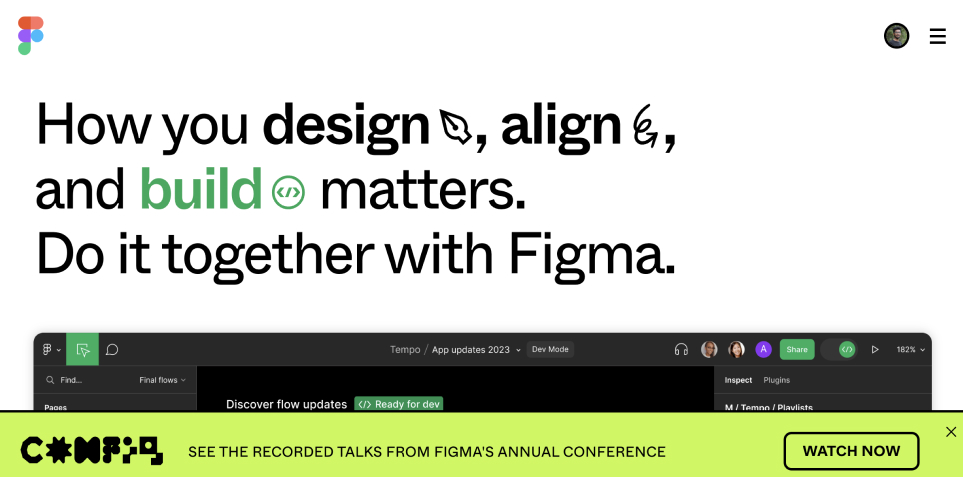 How you design, align,
and build </> matters.
Do it together with Figma.
Tempo / App updates 2023 Dev Mode A Share </> 182%
Find... Final flows Inspect Plugins
Discover flow updates </> Ready for dev
Pages M / Tempo / Playlists
CONFIG SEE THE RECORDED TALKS FROM FIGMA'S ANNUAL CONFERENCE WATCH NOW